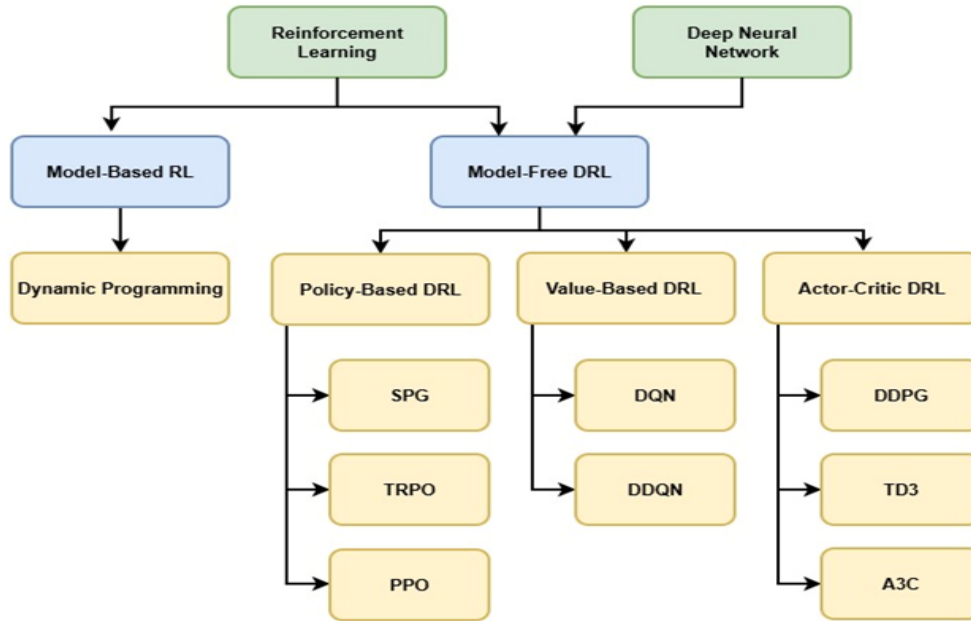 Reinforcement
Learning
Deep Neural
Network
Model-Based RL
Model-Free DRL
Dynamic Programming
Policy-Based DRL
Value-Based DRL
Actor-Critic DRL
SPG
DQN
DDPG
TRPO
DDQN
TD3
PPO
A3C